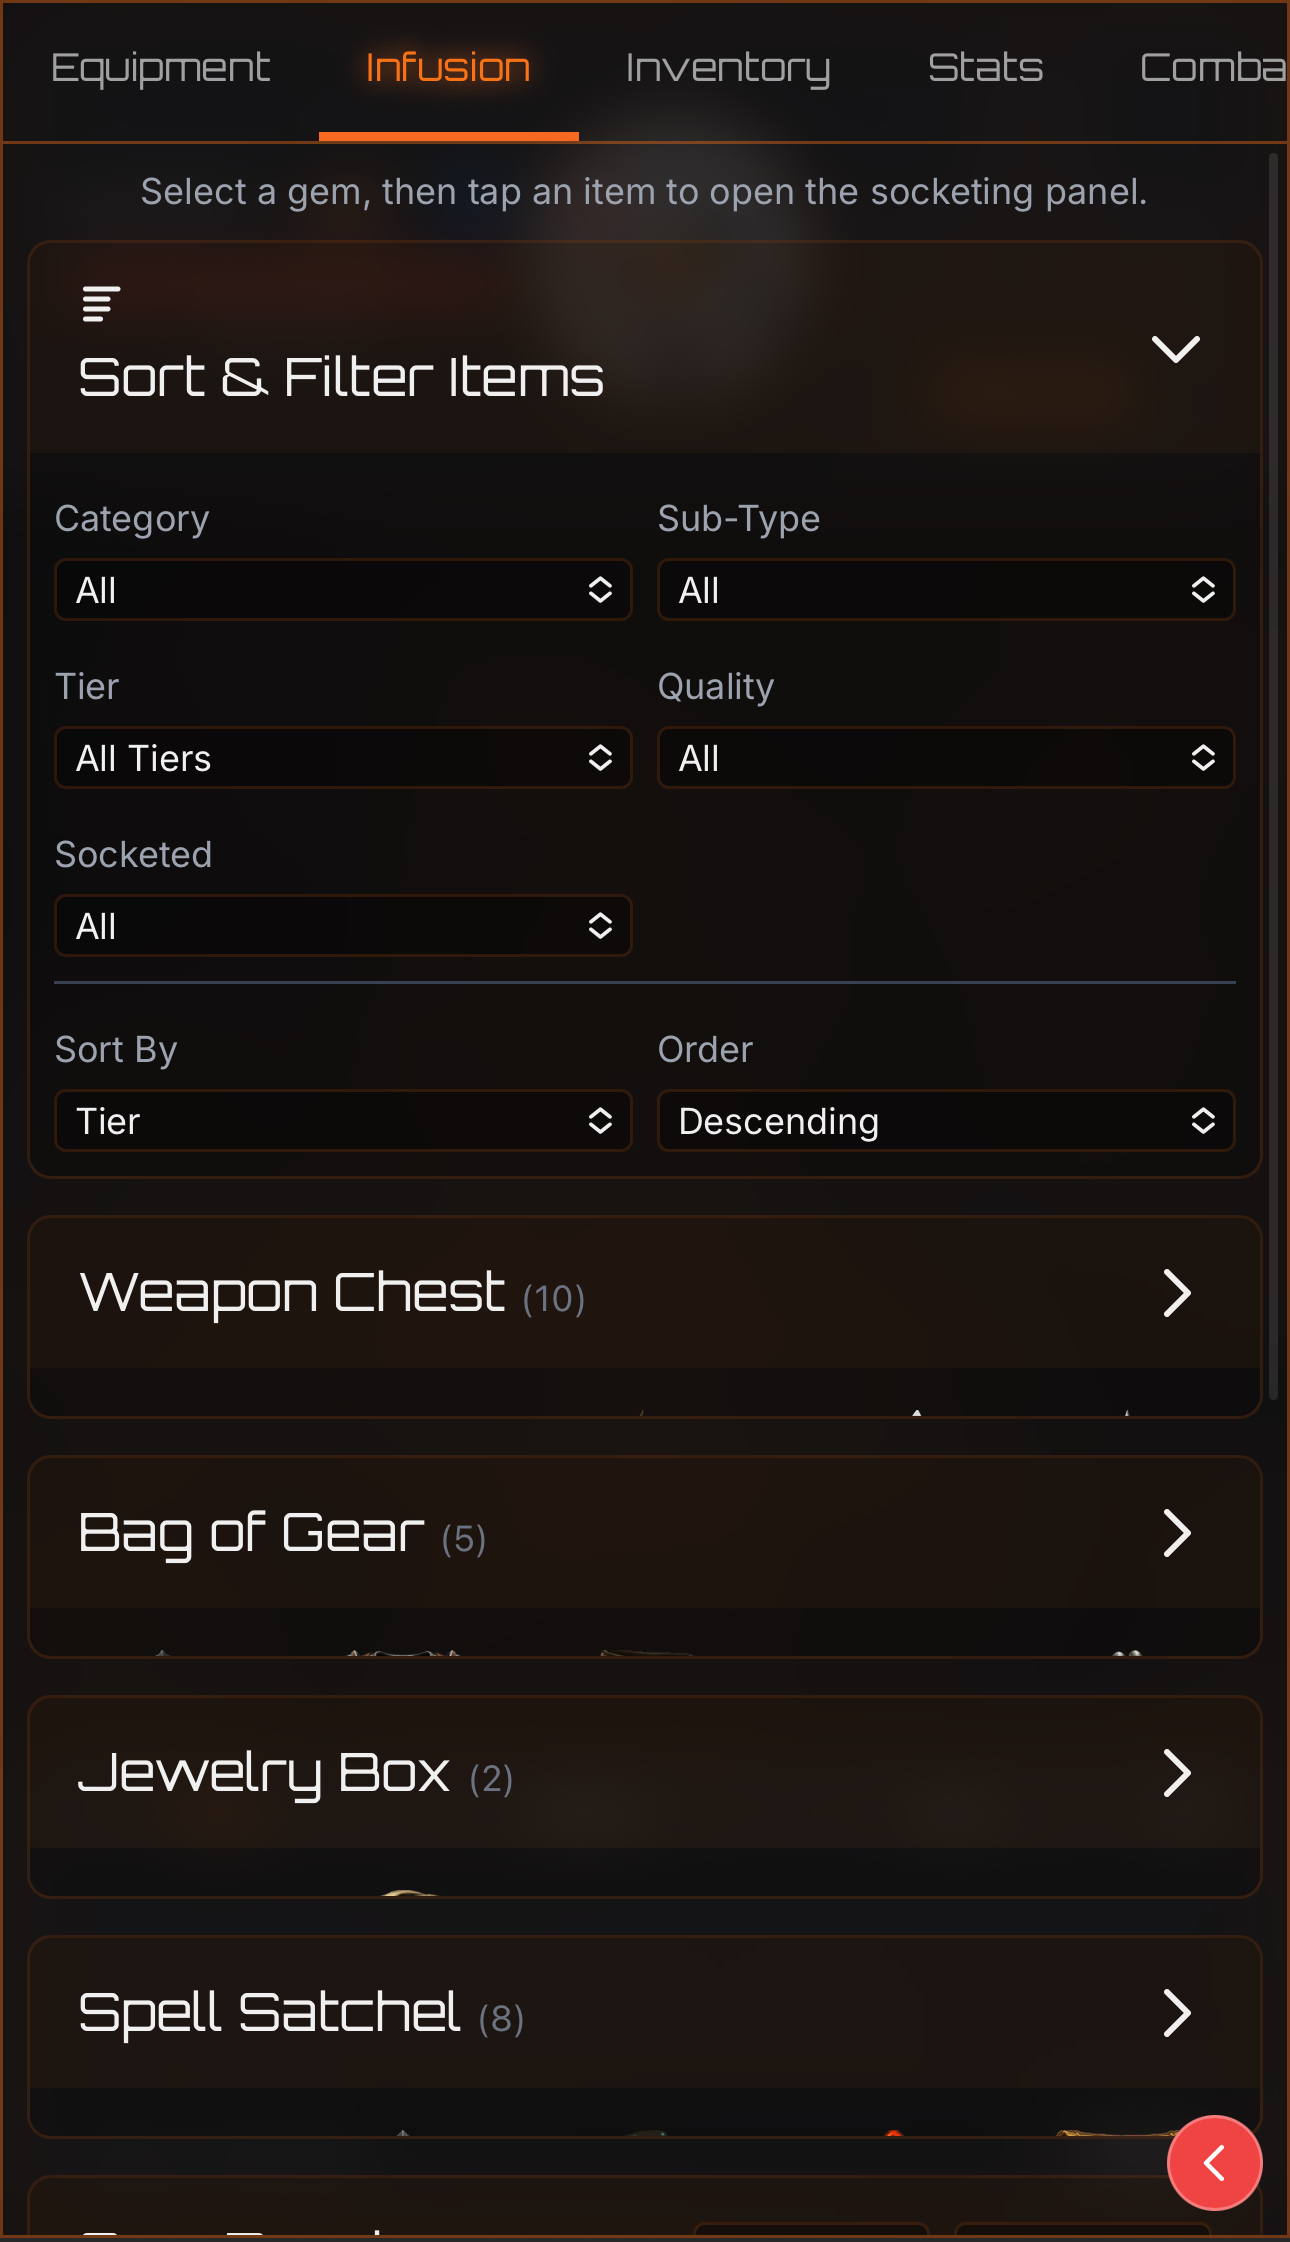 Equipment Infusion Inventory Stats Comba
Select a gem, then tap an item to open the socketing panel.
Sort & Filter Items
Category Sub-Type
All All
Tier Quality
All Tiers All
Socketed
All
Sort By Order
Tier Descending
Weapon Chest (10)
Bag of Gear (5)
Jewelry Box (2)
Spell Satchel (8)